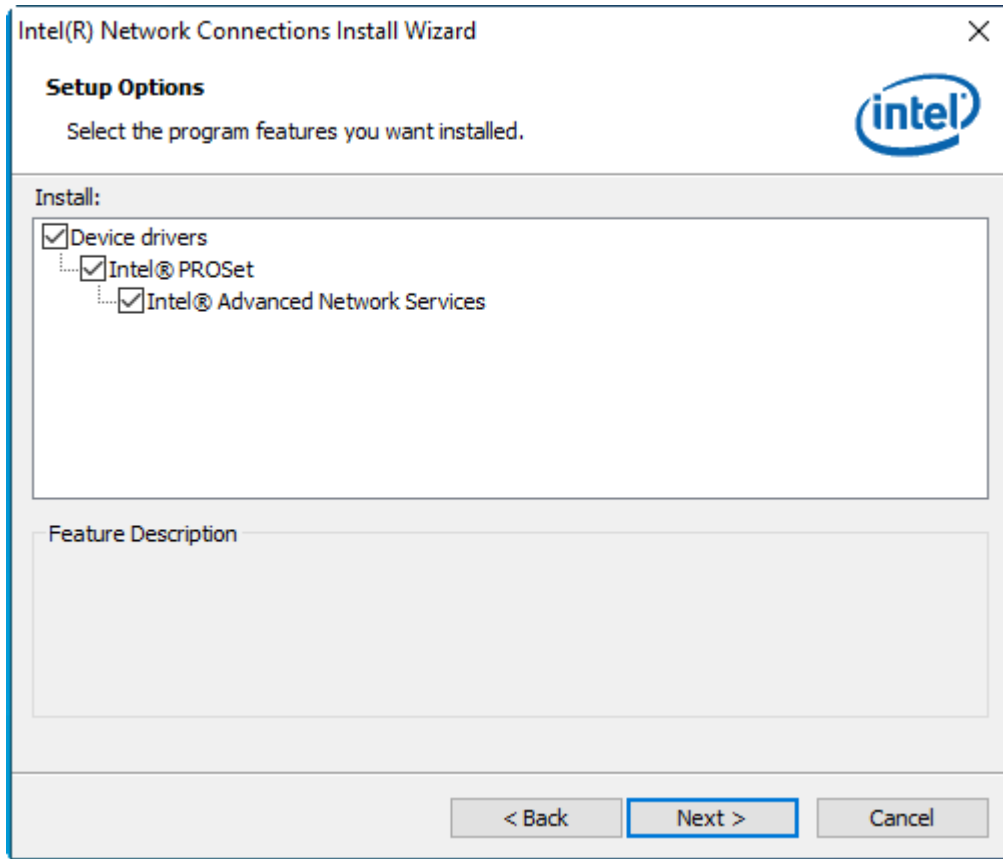 Intel(R) Network Connections Install Wizard
Setup Options
Select the program features you want installed.
intel
Install:
Device drivers
Intel® PROSet
Intel® Advanced Network Services
Feature Description
< Back
Next >
Cancel